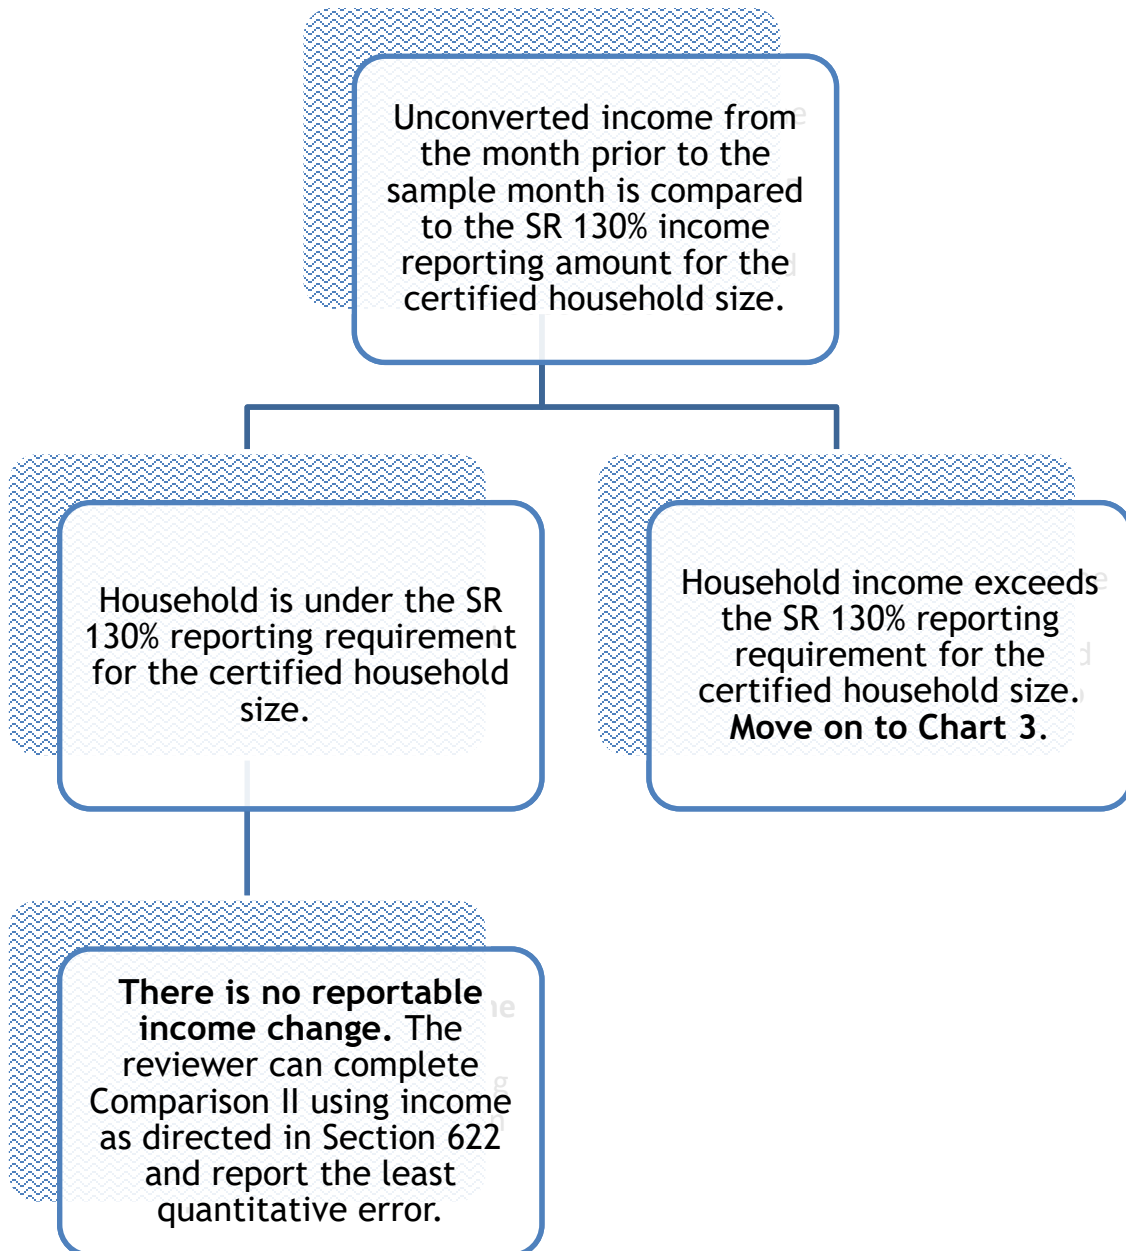 Unconverted income from
the month prior to the
sample month is compared
to the SR 130% income
reporting amount for the
certified household size.
Household is under the SR
130% reporting requirement
for the certified household
size.
Household income exceeds
the SR 130% reporting
requirement for the
certified household size.
Move on to Chart 3.
There is no reportable
income change. The
reviewer can complete
Comparison II using income
as directed in Section 622
and report the least
quantitative error.